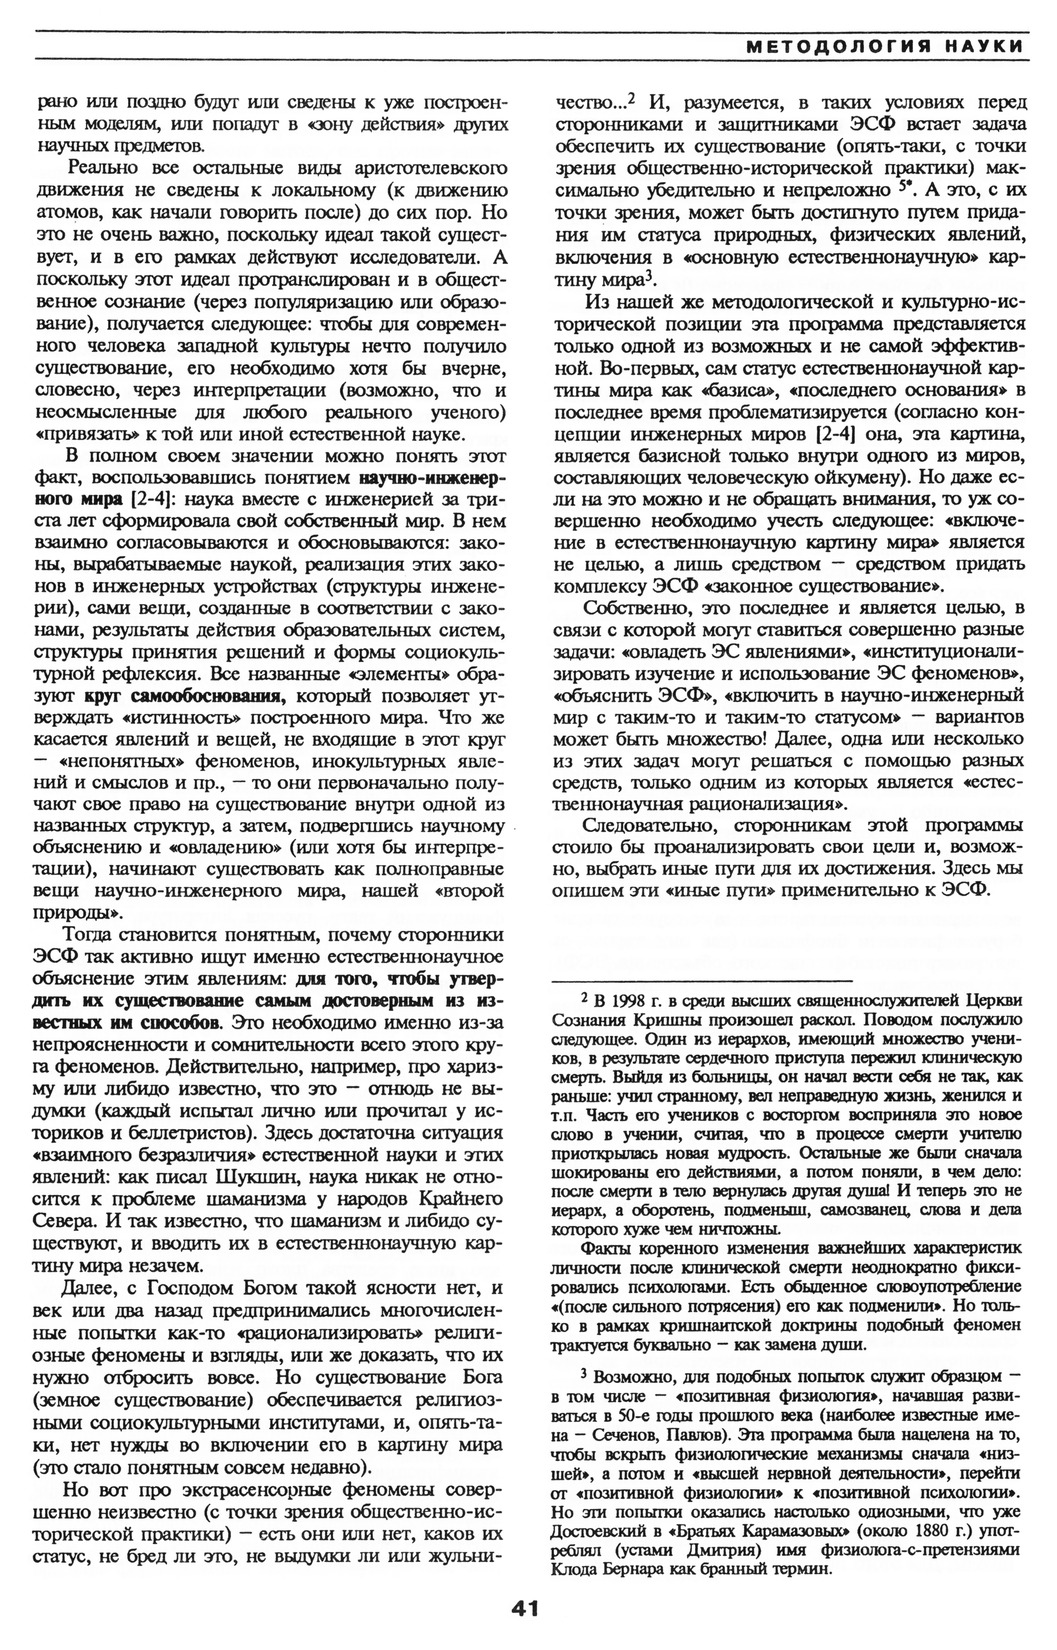 МЕТОДОЛОГИЯ НАУКИ
рано или поздно будут или сведены к уже построен-
ным моделям, или попадут в «зону действия» других
научных предметов.
Реально все остальные виды аристотелевского
движения не сведены к локальному (к движению
атомов, как начали говорить после) до сих пор. Но
это не очень важно, поскольку идеал такой сущест-
вует, и в его рамках действуют исследователи. А
поскольку этот идеал протранслирован и в общест-
венное сознание (через популяризацию или образо-
вание), получается следующее: чтобы для современ-
ного человека западной культуры нечто получило
существование, его необходимо хотя бы вчерне,
словесно, через интерпретации (возможно, что и
неосмысленные для любого реального ученого)
«привязать» к той или иной естественной науке.
В полном своем значении можно понять этот
факт, воспользовавшись понятием научно-инженер-
ного мира [2-4]: наука вместе с инженерией за три-
ста лет сформировала свой собственный мир. В нем
взаимно согласовываются и обосновываются: зако-
ны, вырабатываемые наукой, реализация этих зако-
нов в инженерных устройствах (структуры инжене-
рии), сами вещи, созданные в соответствии с зако-
нами, результаты действия образовательных систем,
структуры принятия решений и формы социокуль-
турной рефлексия. Все названные «элементы» обра-
зуют круг самообоснования, который позволяет ут-
верждать «истинность» построенного мира. Что же
касается явлений и вещей, не входящие в этот круг
— «непонятных» феноменов, инокультурных явле-
ний и смыслов и пр., — то они первоначально полу-
чают свое право на существование внутри одной из
названных структур, а затем, подвергшись научному
объяснению и «овладению» (или хотя бы интерпре-
тации), начинают существовать как полноправные
вещи научно-инженерного мира, нашей «второй
природы».
Тогда становится понятным, почему сторонники
ЭСФ так активно ищут именно естественнонаучное
объяснение этим явлениям: для того, чтобы утвер-
дить их существование самым достоверным из из-
вестных им способов. Это необходимо именно из-за
непроясненности и сомнительности всего этого кру-
га феноменов. Действительно, например, про хариз-
му или либидо известно, что это — отнюдь не вы-
думки (каждый испытал лично или прочитал у ис-
ториков и беллетристов). Здесь достаточна ситуация
«взаимного безразличия» естественной науки и этих
явлений: как писал Шукшин, наука никак не отно-
сится к проблеме шаманизма у народов Крайнего
Севера. И так известно, что шаманизм и либидо су-
ществуют, и вводить их в естественнонаучную кар-
тину мира незачем.
Далее, с Господом Богом такой ясности нет, и
век или два назад предпринимались многочислен-
ные попытки как-то «рационализировать» религи-
озные феномены и взгляды, или же доказать, что их
нужно отбросить вовсе. Но существование Бога
(земное существование) обеспечивается религиоз-
ными социокультурными институтами, и, опять-та-
ки, нет нужды во включении его в картину мира
(это стало понятным совсем недавно).
Но вот про экстрасенсорные феномены совер-
шенно неизвестно (с точки зрения общественно-ис-
торической практики) — есть они или нет, каков их
статус, не бред ли это, не выдумки ли или жульни-
чество...² И, разумеется, в таких условиях перед
сторонниками и защитниками ЭСФ встает задача
обеспечить их существование (опять-таки, с точки
зрения общественно-исторической практики) мак-
симально убедительно и непреложно ⁵*. А это, с их
точки зрения, может быть достигнуто путем прида-
ния им статуса природных, физических явлений,
включения в «основную естественнонаучную» кар-
тину мира³.
Из нашей же методологической и культурно-ис-
торической позиции эта программа представляется
только одной из возможных и не самой эффектив-
ной. Во-первых, сам статус естественнонаучной кар-
тины мира как «базиса», «последнего основания» в
последнее время проблематизируется (согласно кон-
цепции инженерных миров [2-4] она, эта картина,
является базисной только внутри одного из миров,
составляющих человеческую ойкумену). Но даже ес-
ли на это можно и не обращать внимания, то уж со-
вершенно необходимо учесть следующее: «включе-
ние в естественнонаучную картину мира» является
не целью, а лишь средством — средством придать
комплексу ЭСФ «законное существование».
Собственно, это последнее и является целью, в
связи с которой могут ставиться совершенно разные
задачи: «овладеть ЭС явлениями», «институционали-
зировать изучение и использование ЭС феноменов»,
«объяснить ЭСФ», «включить в научно-инженерный
мир с таким-то и таким-то статусом» — вариантов
может быть множество! Далее, одна или несколько
из этих задач могут решаться с помощью разных
средств, только одним из которых является «естес-
твеннонаучная рационализация».
Следовательно, сторонникам этой программы
стоило бы проанализировать свои цели и, возмож-
но, выбрать иные пути для их достижения. Здесь мы
опишем эти «иные пути» применительно к ЭСФ.
² В 1998 г. в среди высших священнослужителей Церкви
Сознания Кришны произошел раскол. Поводом послужило
следующее. Один из иерархов, имеющий множество учени-
ков, в результате сердечного приступа пережил клиническую
смерть. Выйдя из больницы, он начал вести себя не так, как
раньше: учил странному, вел неправедную жизнь, женился и
т.п. Часть его учеников с восторгом восприняла это новое
слово в учении, считая, что в процессе смерти учителю
приоткрылась новая мудрость. Остальные же были сначала
шокированы его действиями, а потом поняли, в чем дело:
после смерти в тело вернулась другая душа! И теперь это не
иерарх, а оборотень, подменыш, самозванец, слова и дела
которого хуже чем ничтожны.
Факты коренного изменения важнейших характеристик
личности после клинической смерти неоднократно фикси-
ровались психологами. Есть обыденное словоупотребление
«(после сильного потрясения) его как подменили». Но толь-
ко в рамках кришнаитской доктрины подобный феномен
трактуется буквально — как замена души.
³ Возможно, для подобных попыток служит образцом —
в том числе — «позитивная физиология», начавшая разви-
ваться в 50-е годы прошлого века (наиболее известные име-
на — Сеченов, Павлов). Эта программа была нацелена на то,
чтобы вскрыть физиологические механизмы сначала «низ-
шей», а потом и «высшей нервной деятельности», перейти
от «позитивной физиологии» к «позитивной психологии».
Но эти попытки оказались настолько одиозными, что уже
Достоевский в «Братьях Карамазовых» (около 1880 г.) упот-
реблял (устами Дмитрия) имя физиолога-с-претензиями
Клода Бернара как бранный термин.
41